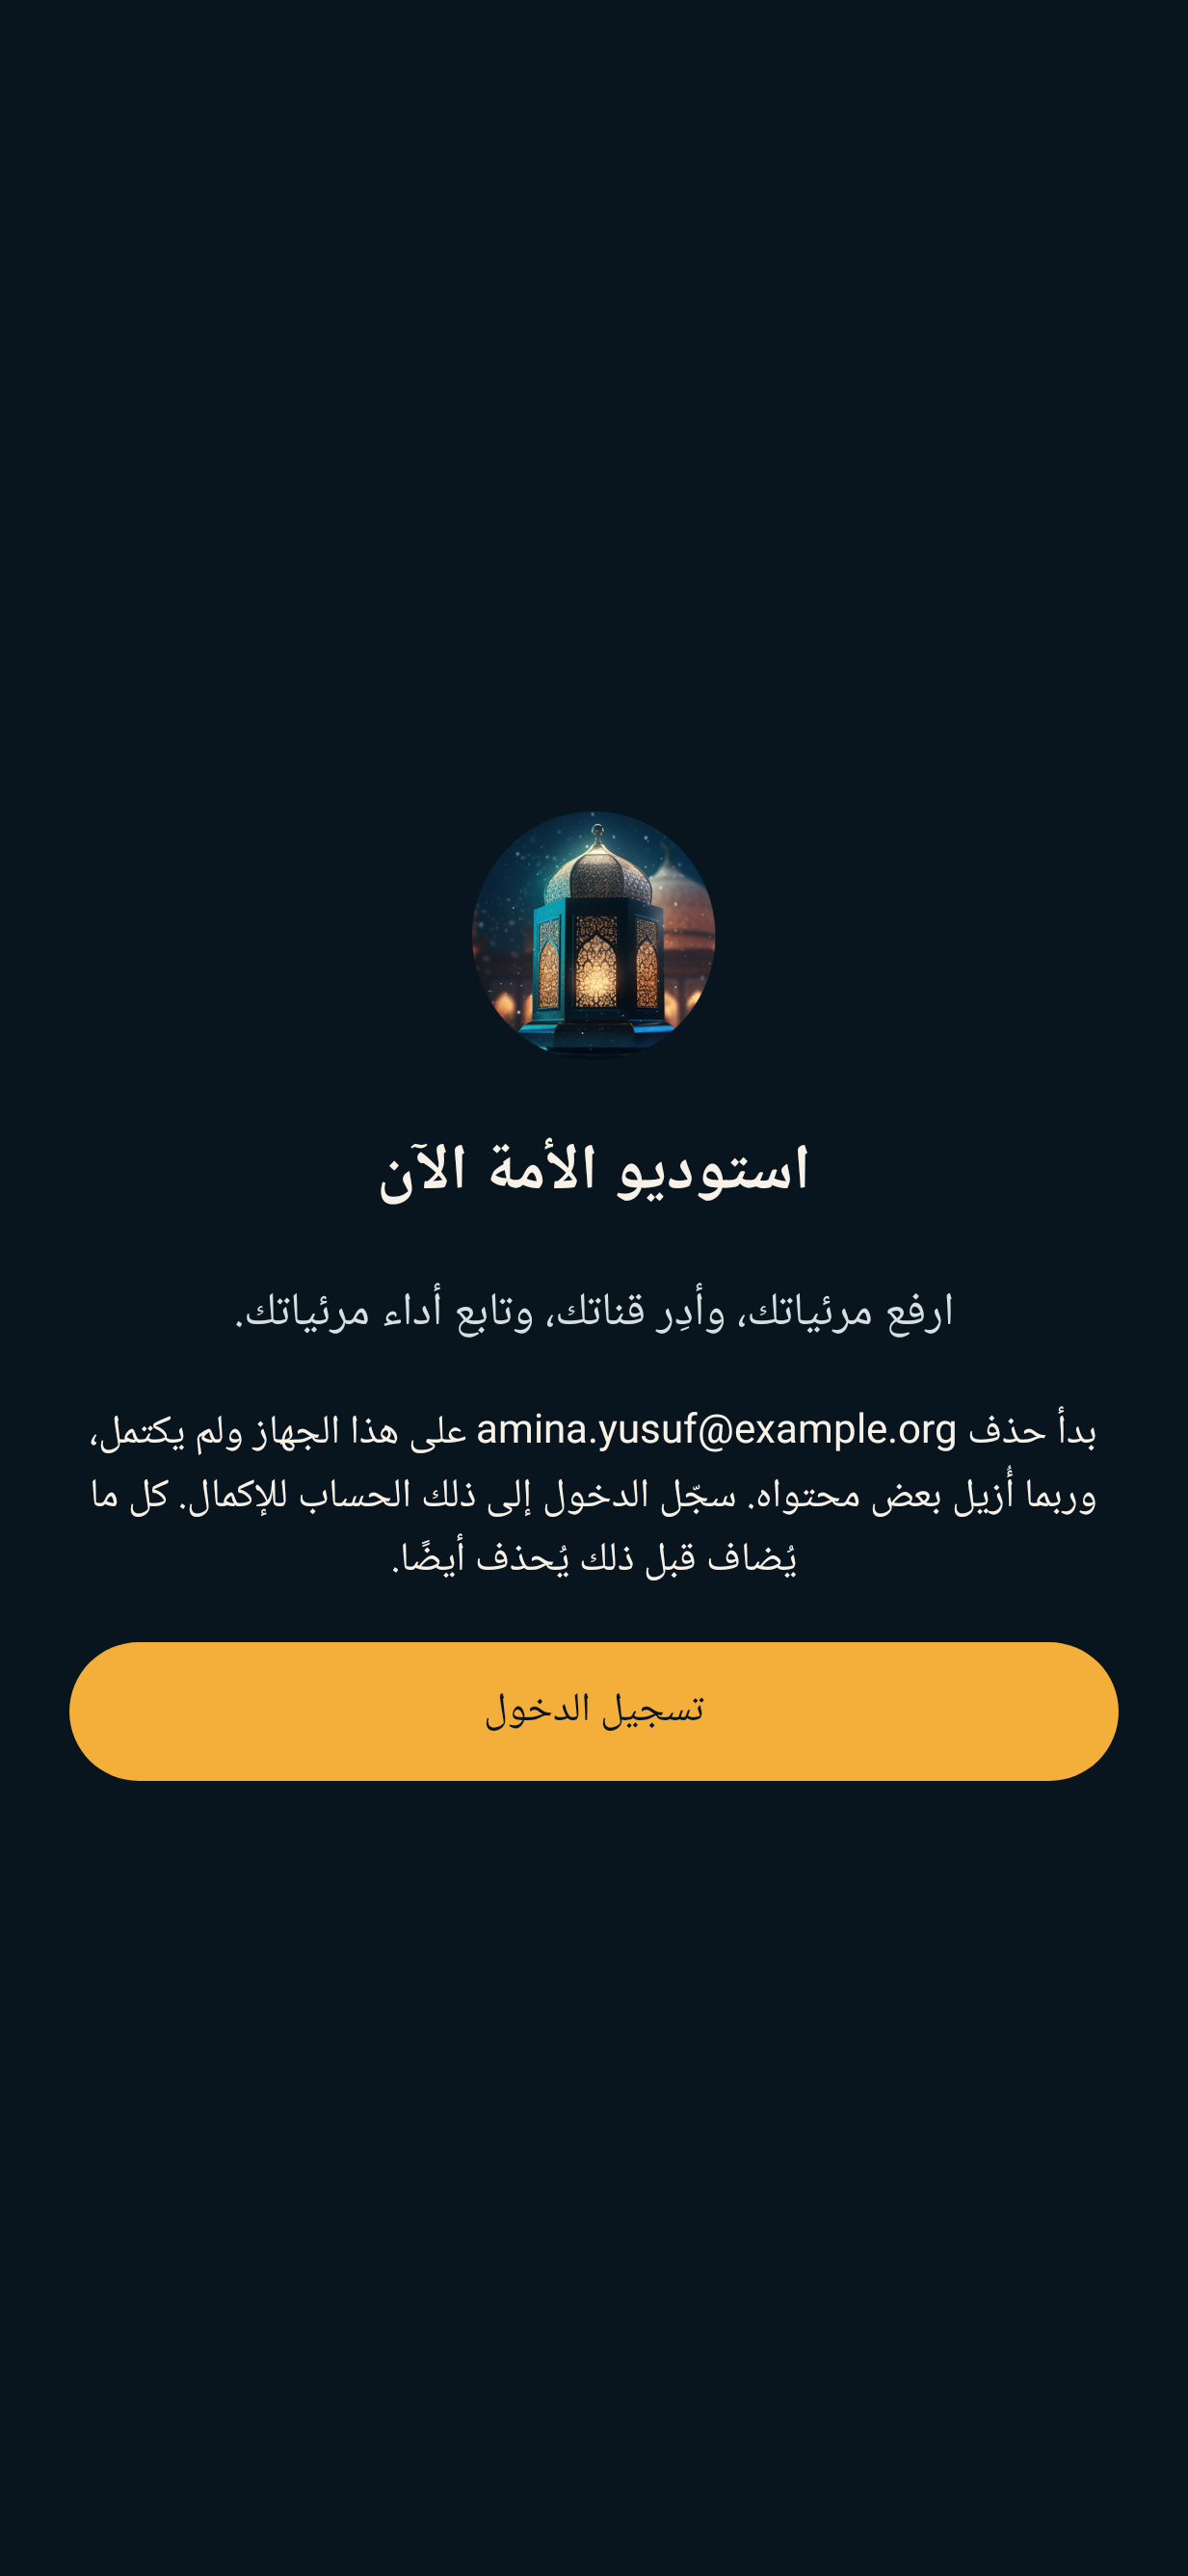 استوديو الأمة الآن
ارفع مرئياتك، وأدِر قناتك، وتابع أداء مرئياتك.
بدأ حذف amina.yusuf@example.org على هذا الجهاز ولم يكتمل،
وربما أُزيل بعض محتواه. سجّل الدخول إلى ذلك الحساب للإكمال. كل ما
يُضاف قبل ذلك يُحذف أيضًا.
تسجيل الدخول